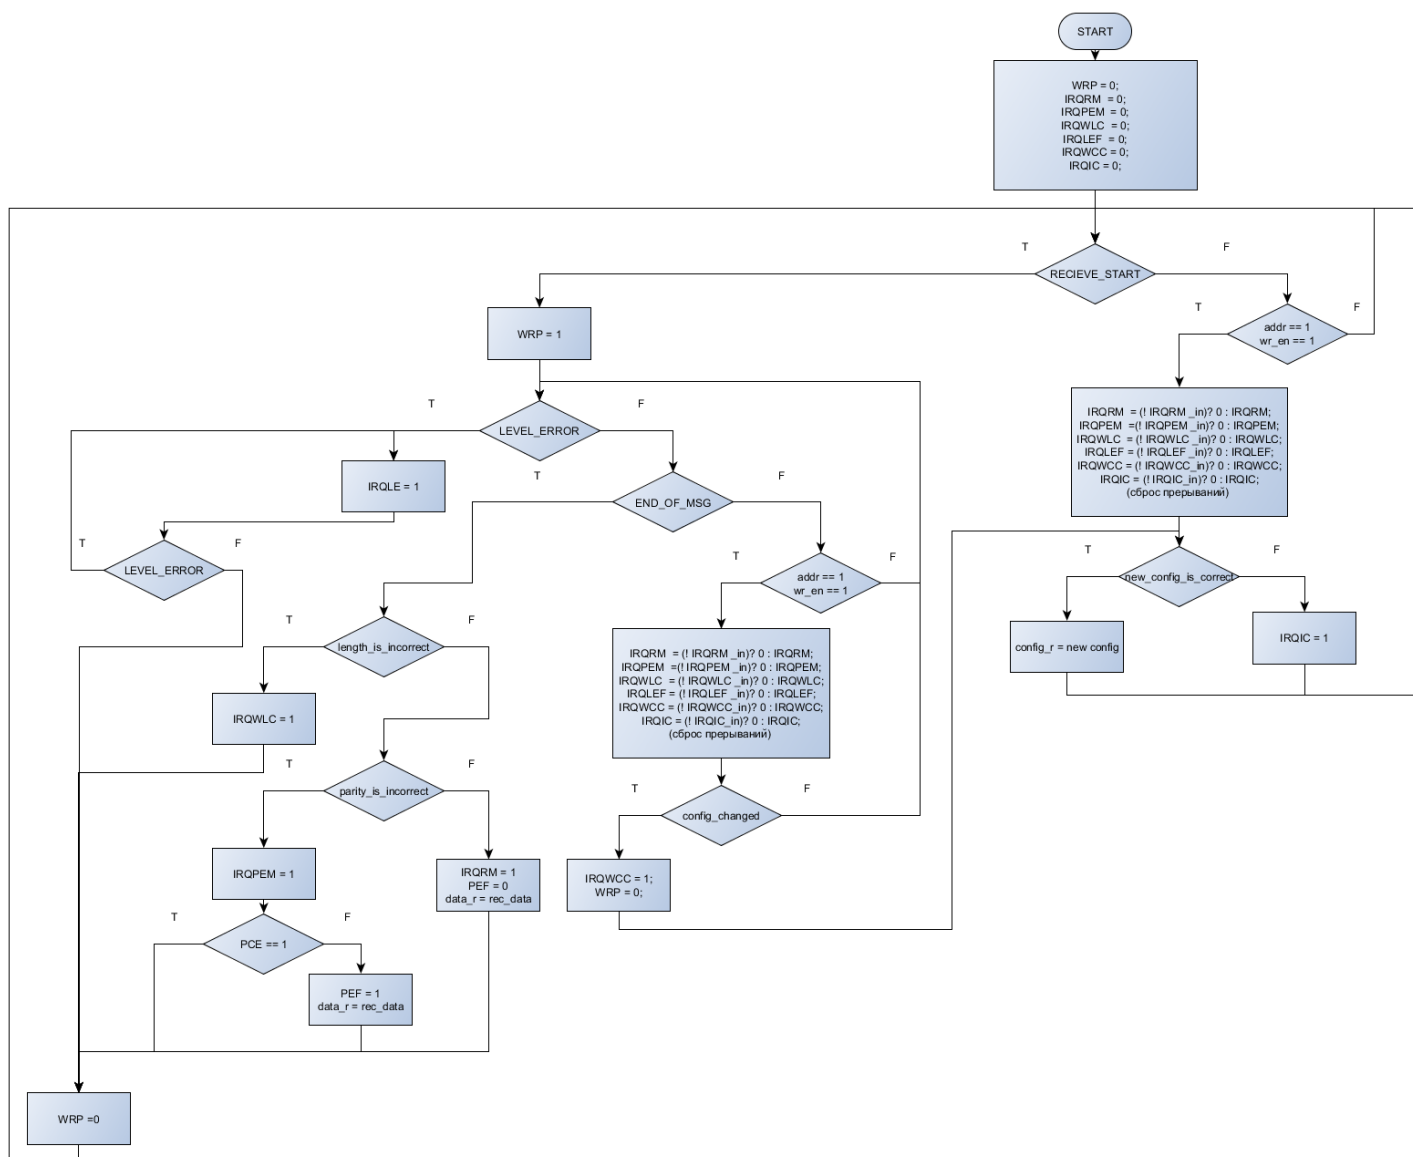 START
WRP = 0;
IRQRM = 0;
IRQPEM = 0;
IRQWLC = 0;
IRQLEF = 0;
IRQWCC = 0;
IRQIC = 0;
T
F
RECIEVE_START
WRP = 1
T
F
addr == 1
wr_en == 1
T
F
LEVEL_ERROR
IRQRM = (! IRQRM _in)? 0 : IRQRM;
IRQPEM =(! IRQPEM _in)? 0 : IRQPEM;
IRQWLC = (! IRQWLC _in)? 0 : IRQWLC;
IRQLEF = (! IRQLEF _in)? 0 : IRQLEF;
IRQWCC = (! IRQWCC_in)? 0 : IRQWCC;
IRQIC = (! IRQIC_in)? 0 : IRQIC;
(сброс прерываний)
IRQLE = 1
T
F
END_OF_MSG
T
F
LEVEL_ERROR
T
F
addr == 1
wr_en == 1
T
F
new_config_is_correct
config_r = new config
IRQIC = 1
T
F
length_is_incorrect
IRQRM = (! IRQRM _in)? 0 : IRQRM;
IRQPEM =(! IRQPEM _in)? 0 : IRQPEM;
IRQWLC = (! IRQWLC _in)? 0 : IRQWLC;
IRQLEF = (! IRQLEF _in)? 0 : IRQLEF;
IRQWCC = (! IRQWCC_in)? 0 : IRQWCC;
IRQIC = (! IRQIC_in)? 0 : IRQIC;
(сброс прерываний)
IRQWLC = 1
T
F
parity_is_incorrect
T
F
config_changed
IRQPEM = 1
IRQRM = 1
PEF = 0
data_r = rec_data
IRQWCC = 1;
WRP = 0;
T
F
PCE == 1
PEF = 1
data_r = rec_data
WRP =0